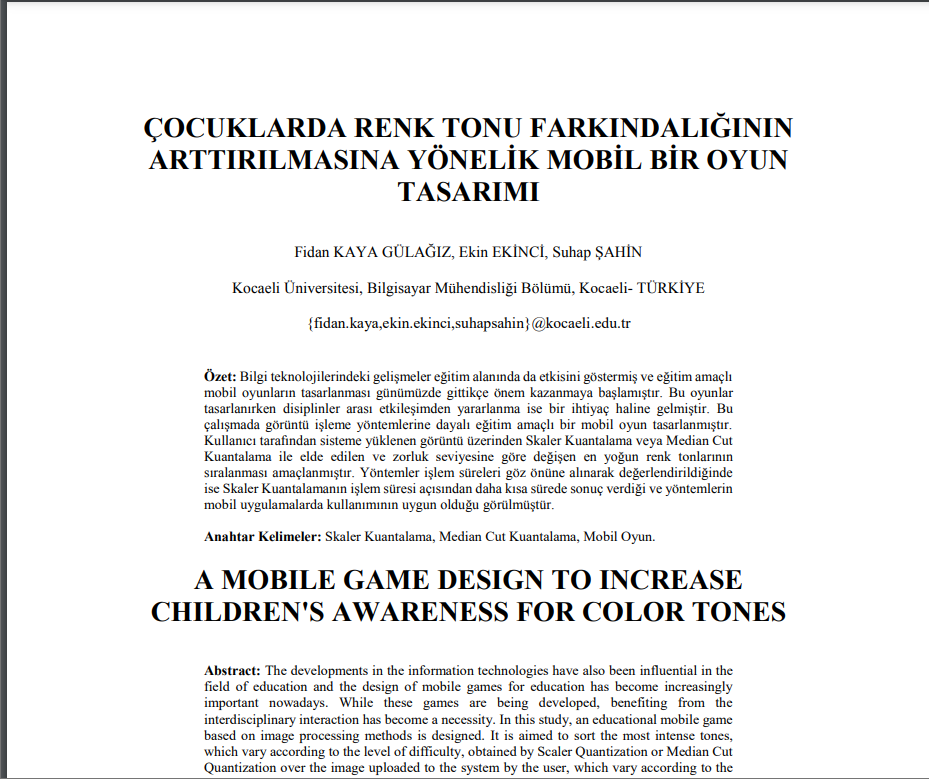 ÇOCUKLARDA RENK TONU FARKINDALIĞININ
ARTTIRILMASINA YÖNELİK MOBİL BİR OYUN
TASARIMI
Fidan KAYA GÜLAĞIZ, Ekin EKİNCİ, Suhap ŞAHİN
Kocaeli Üniversitesi, Bilgisayar Mühendisliği Bölümü, Kocaeli- TÜRKİYE
{fidan.kaya,ekin.ekinci,suhapsahin}@kocaeli.edu.tr
Özet: Bilgi teknolojilerindeki gelişmeler eğitim alanında da etkisini göstermiş ve eğitim amaçlı
mobil oyunların tasarlanması günümüzde gittikçe önem kazanmaya başlamıştır. Bu oyunlar
tasarlanırken disiplinler arası etkileşimden yararlanma ise bir ihtiyaç haline gelmiştir. Bu
çalışmada görüntü işleme yöntemlerine dayalı eğitim amaçlı bir mobil oyun tasarlanmıştır.
Kullanıcı tarafından sisteme yüklenen görüntü üzerinden Skaler Kuantalama veya Median Cut
Kuantalama ile elde edilen ve zorluk seviyesine göre değişen en yoğun renk tonlarının
sıralanması amaçlanmıştır. Yöntemler işlem süreleri göz önüne alınarak değerlendirildiğinde
ise Skaler Kuantalamanın işlem süresi açısından daha kısa sürede sonuç verdiği ve yöntemlerin
mobil uygulamalarda kullanımının uygun olduğu görülmüştür.
Anahtar Kelimeler: Skaler Kuantalama, Median Cut Kuantalama, Mobil Oyun.
A MOBILE GAME DESIGN TO INCREASE
CHILDREN'S AWARENESS FOR COLOR TONES
Abstract: The developments in the information technologies have also been influential in the
field of education and the design of mobile games for education has become increasingly
important nowadays. While these games are being developed, benefiting from the
interdisciplinary interaction has become a necessity. In this study, an educational mobile game
based on image processing methods is designed. It is aimed to sort the most intense tones,
which vary according to the level of difficulty, obtained by Scaler Quantization or Median Cut
Quantization over the image uploaded to the system by the user, which vary according to the